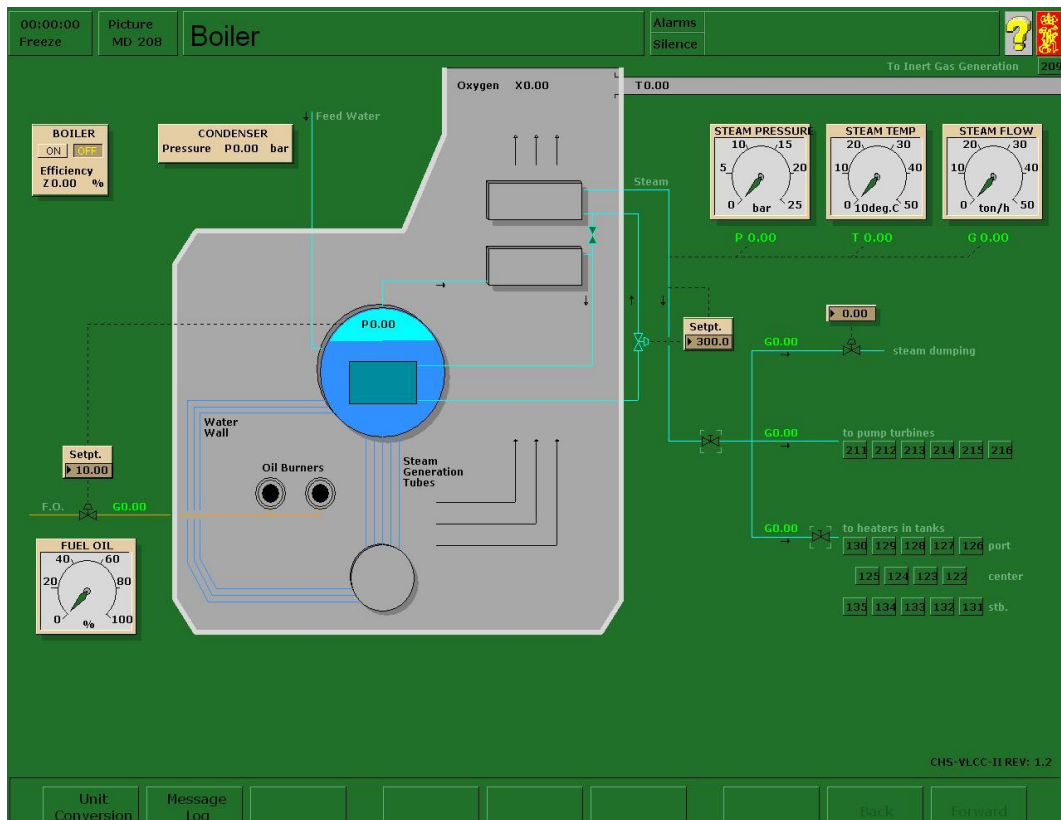 00:00:00
Freeze
Picture
MD 208
Boiler
Alarms
Silence
?
To Inert Gas Generation 209
Oxygen X0.00
T0.00
Feed Water
BOILER
ON OFF
Efficiency
Z0.00 %
CONDENSER
Pressure P0.00 bar
STEAM PRESSURE
10 15
5 20
0 25
bar
STEAM TEMP
20 30
10 40
0 50
10deg.C
STEAM FLOW
20 30
10 40
0 50
ton/h
Steam
P 0.00
T 0.00
G 0.00
P0.00
Setpt.
300.0
0.00
G0.00
steam dumping
Water
Wall
Setpt.
10.00
Oil Burners
Steam
Generation
Tubes
G0.00
to pump turbines
211 212 213 214 215 216
F.O.
G0.00
FUEL OIL
40 60
20 80
0 100
%
G0.00
to heaters in tanks
130 129 128 127 126 port
125 124 123 122 center
135 134 133 132 131 stb.
CHS-VLCC-II REV: 1.2
Unit
Conversion
Message
Log
Back
Forward